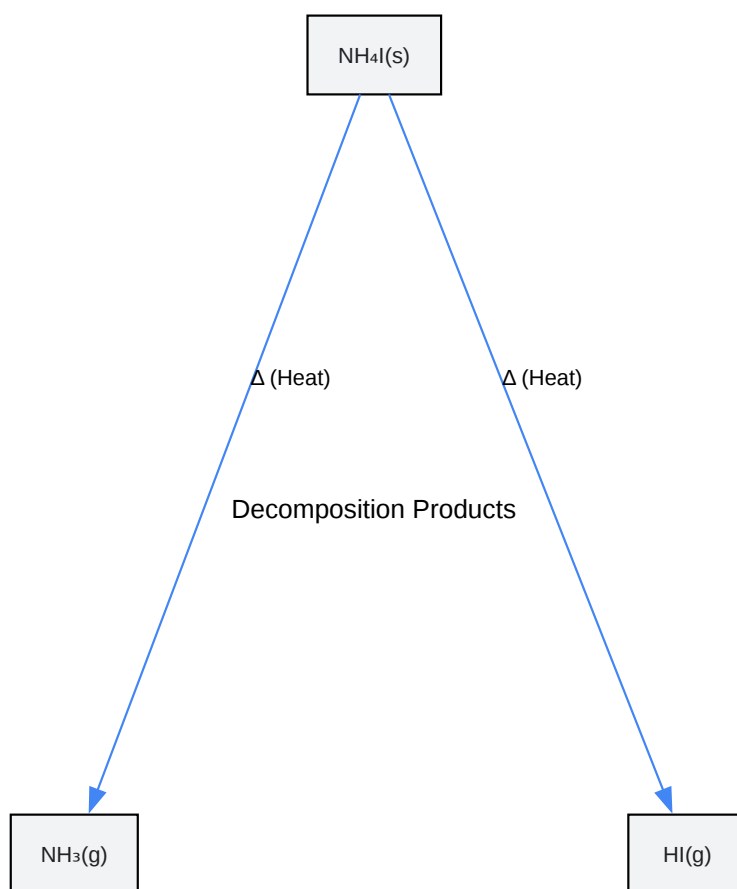 NH₄I(s)
Δ (Heat)
Δ (Heat)
Decomposition Products
NH₃(g)
HI(g)